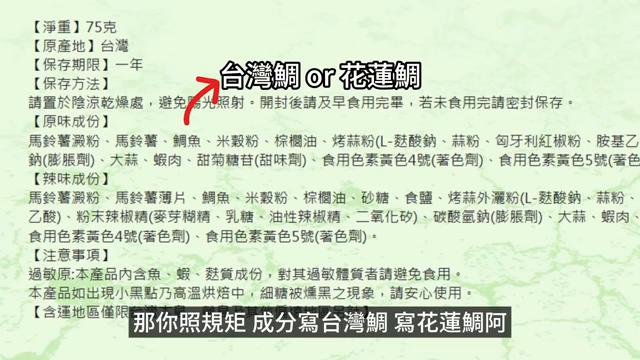 【淨重】75克
【原產地】台灣
【保存期限】一年
台灣鯛 or 花蓮鯛
【保存方法】
請置於陰涼乾燥處，避免陽光照射。開封後請及早食用完畢，若未食用完請密封保存。
【原味成份】
馬鈴薯澱粉、馬鈴薯、鯛魚、米穀粉、棕櫚油、烤蒜粉(L-麩酸鈉、蒜粉、匈牙利紅椒粉、胺基乙
鈉(膨脹劑)、大蒜、蝦肉、甜菊糖苷(甜味劑)、食用色素黃色4號(著色劑)、食用色素黃色5號(著色
【辣味成份】
馬鈴薯澱粉、馬鈴薯薄片、鯛魚、米穀粉、棕櫚油、砂糖、食鹽、烤蒜外灑粉(L-麩酸鈉、蒜粉、
乙酸)、粉末辣椒精(麥芽糊精、乳糖、油性辣椒精、二氧化矽)、碳酸氫鈉(膨脹劑)、大蒜、蝦肉、
食用色素黃色4號(著色劑)、食用色素黃色5號(著色劑)。
【注意事項】
過敏原:本產品內含魚、蝦、麩質成份，對其過敏體質者請避免食用。
本產品如出現小黑點乃高溫烘焙中，細糖被燻黑之現象，請安心使用。
【含運地區僅限
那你照規矩 成分寫台灣鯛 寫花蓮鯛阿